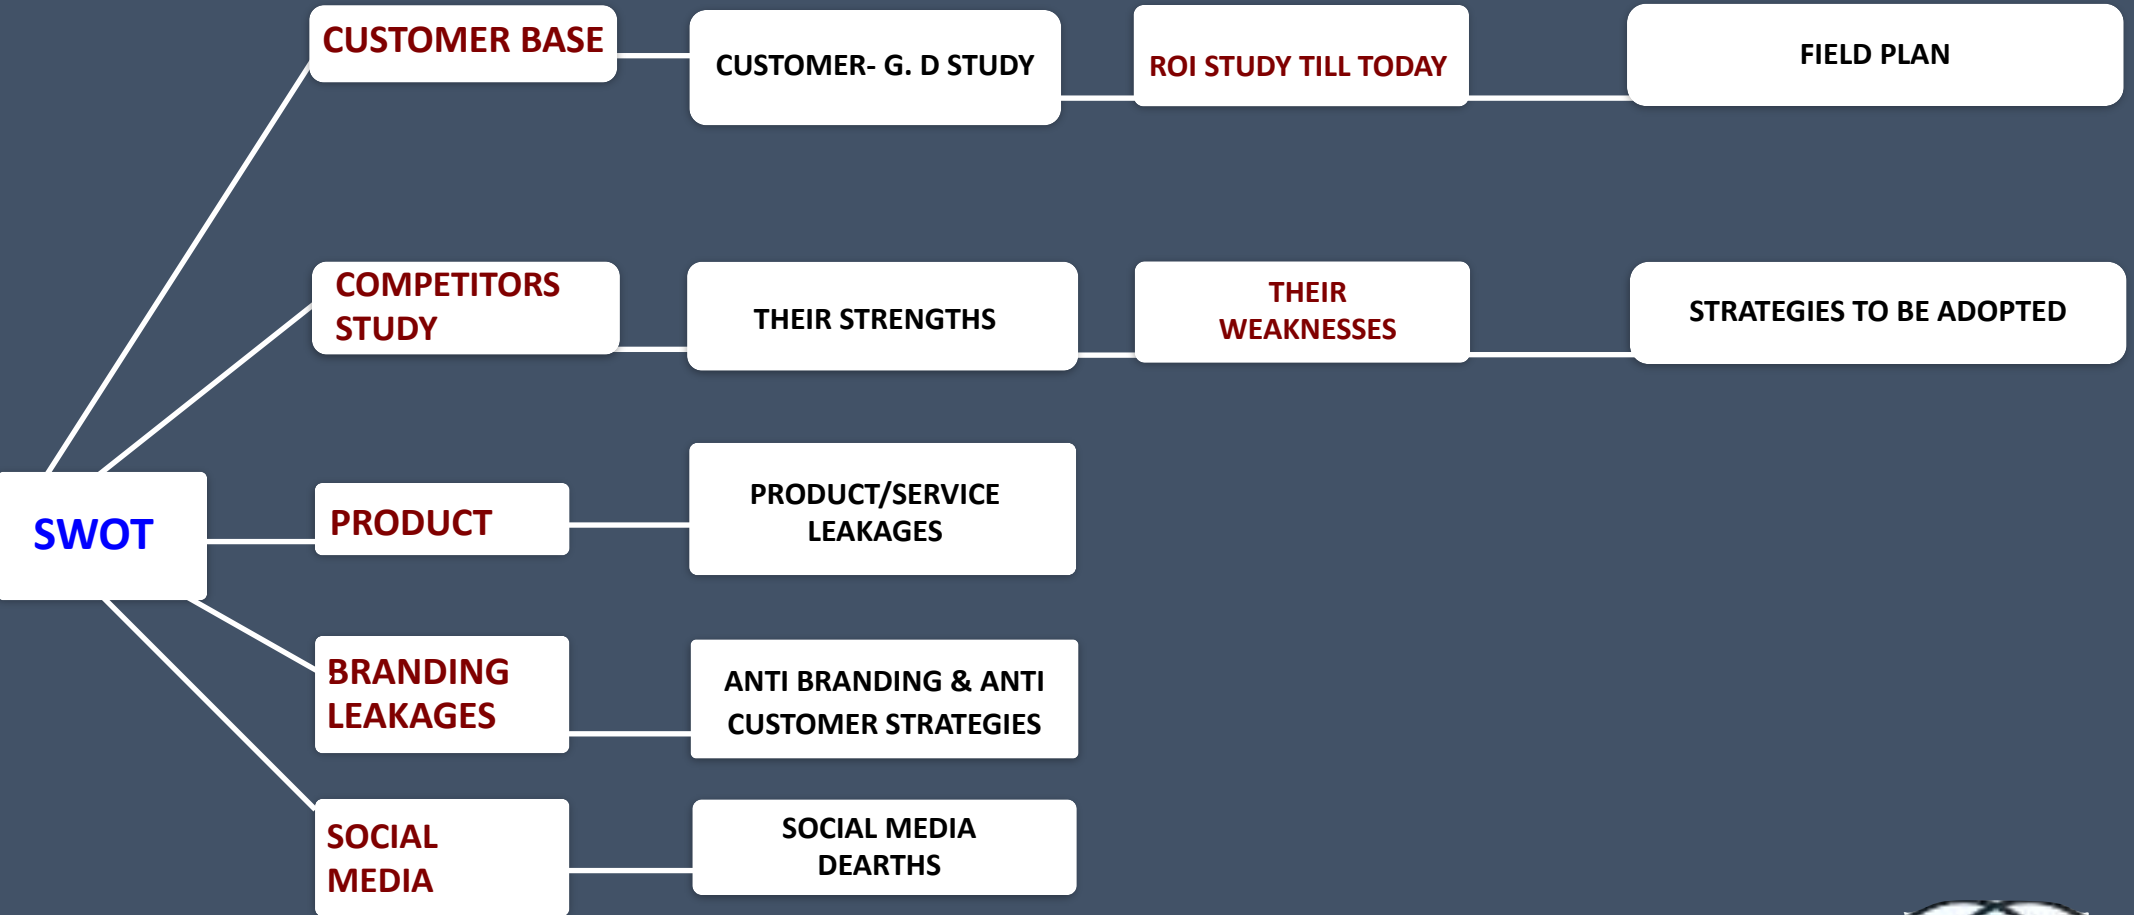 CUSTOMER BASE
CUSTOMER- G. D STUDY
ROI STUDY TILL TODAY
FIELD PLAN
COMPETITORS
STUDY
THEIR STRENGTHS
THEIR
WEAKNESSES
STRATEGIES TO BE ADOPTED
SWOT
PRODUCT
PRODUCT/SERVICE
LEAKAGES
BRANDING
LEAKAGES
ANTI BRANDING & ANTI
CUSTOMER STRATEGIES
SOCIAL
MEDIA
SOCIAL MEDIA
DEARTHS